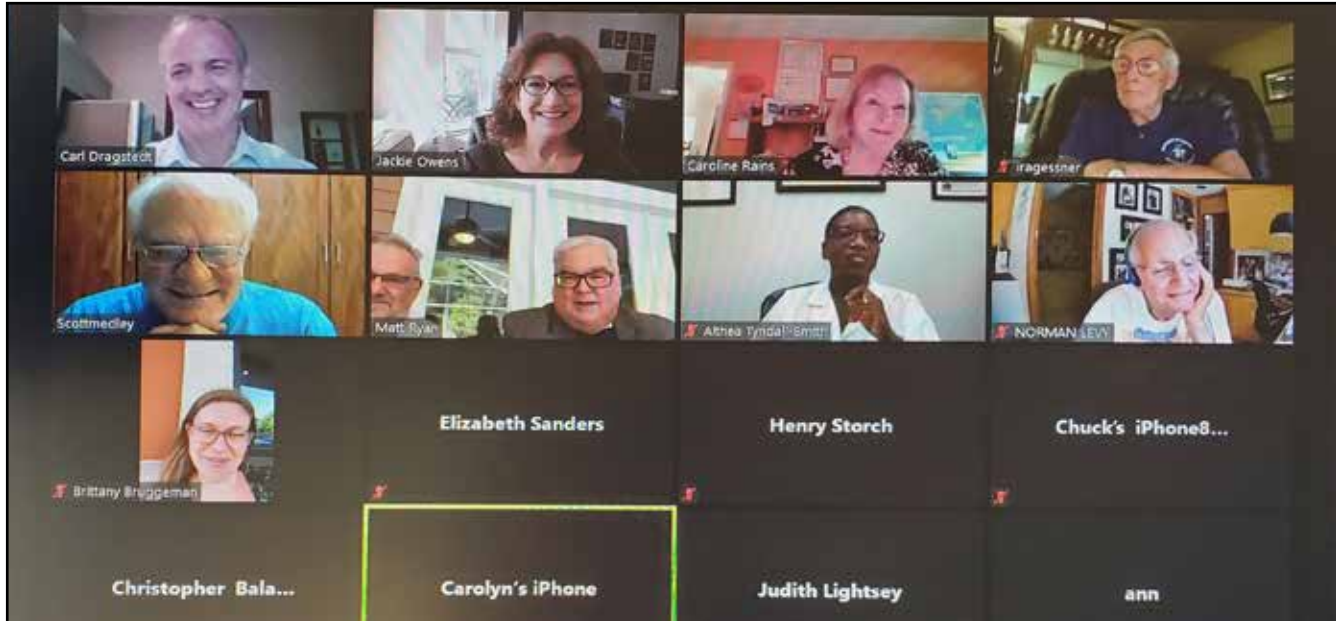 Carl Dragstedt
Jackie Owens
Caroline Rains
iragessner
Scottmedley
Matt Ryan
Althea Tyndall-Smith
NORMAN LEVY
Brittany Bruggeman
Elizabeth Sanders
Henry Storch
Chuck's iPhone8...
Christopher Bala...
Carolyn's iPhone
Judith Lightsey
ann